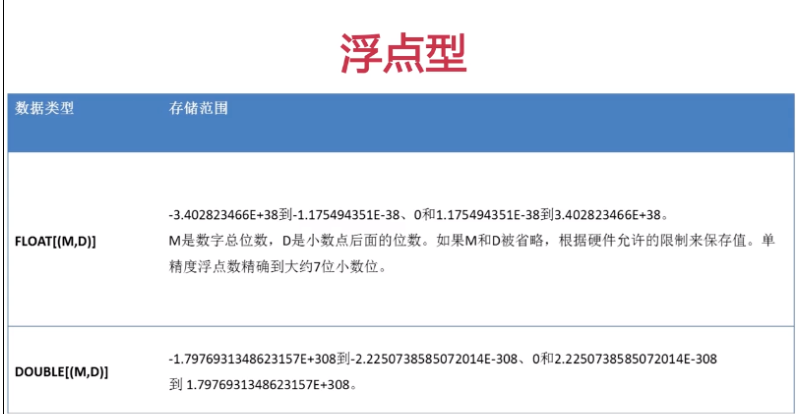 浮点型
数据类型 存储范围
-3.402823466E+38到-1.175494351E-38、0和1.175494351E-38到3.402823466E+38。
FLOAT[(M,D)] M是数字总位数，D是小数点后面的位数。如果M和D被省略，根据硬件允许的限制来保存值。单
精度浮点数精确到大约7位小数位。
-1.7976931348623157E+308到-2.2250738585072014E-308、0和2.2250738585072014E-308
DOUBLE[(M,D)]
到 1.7976931348623157E+308。